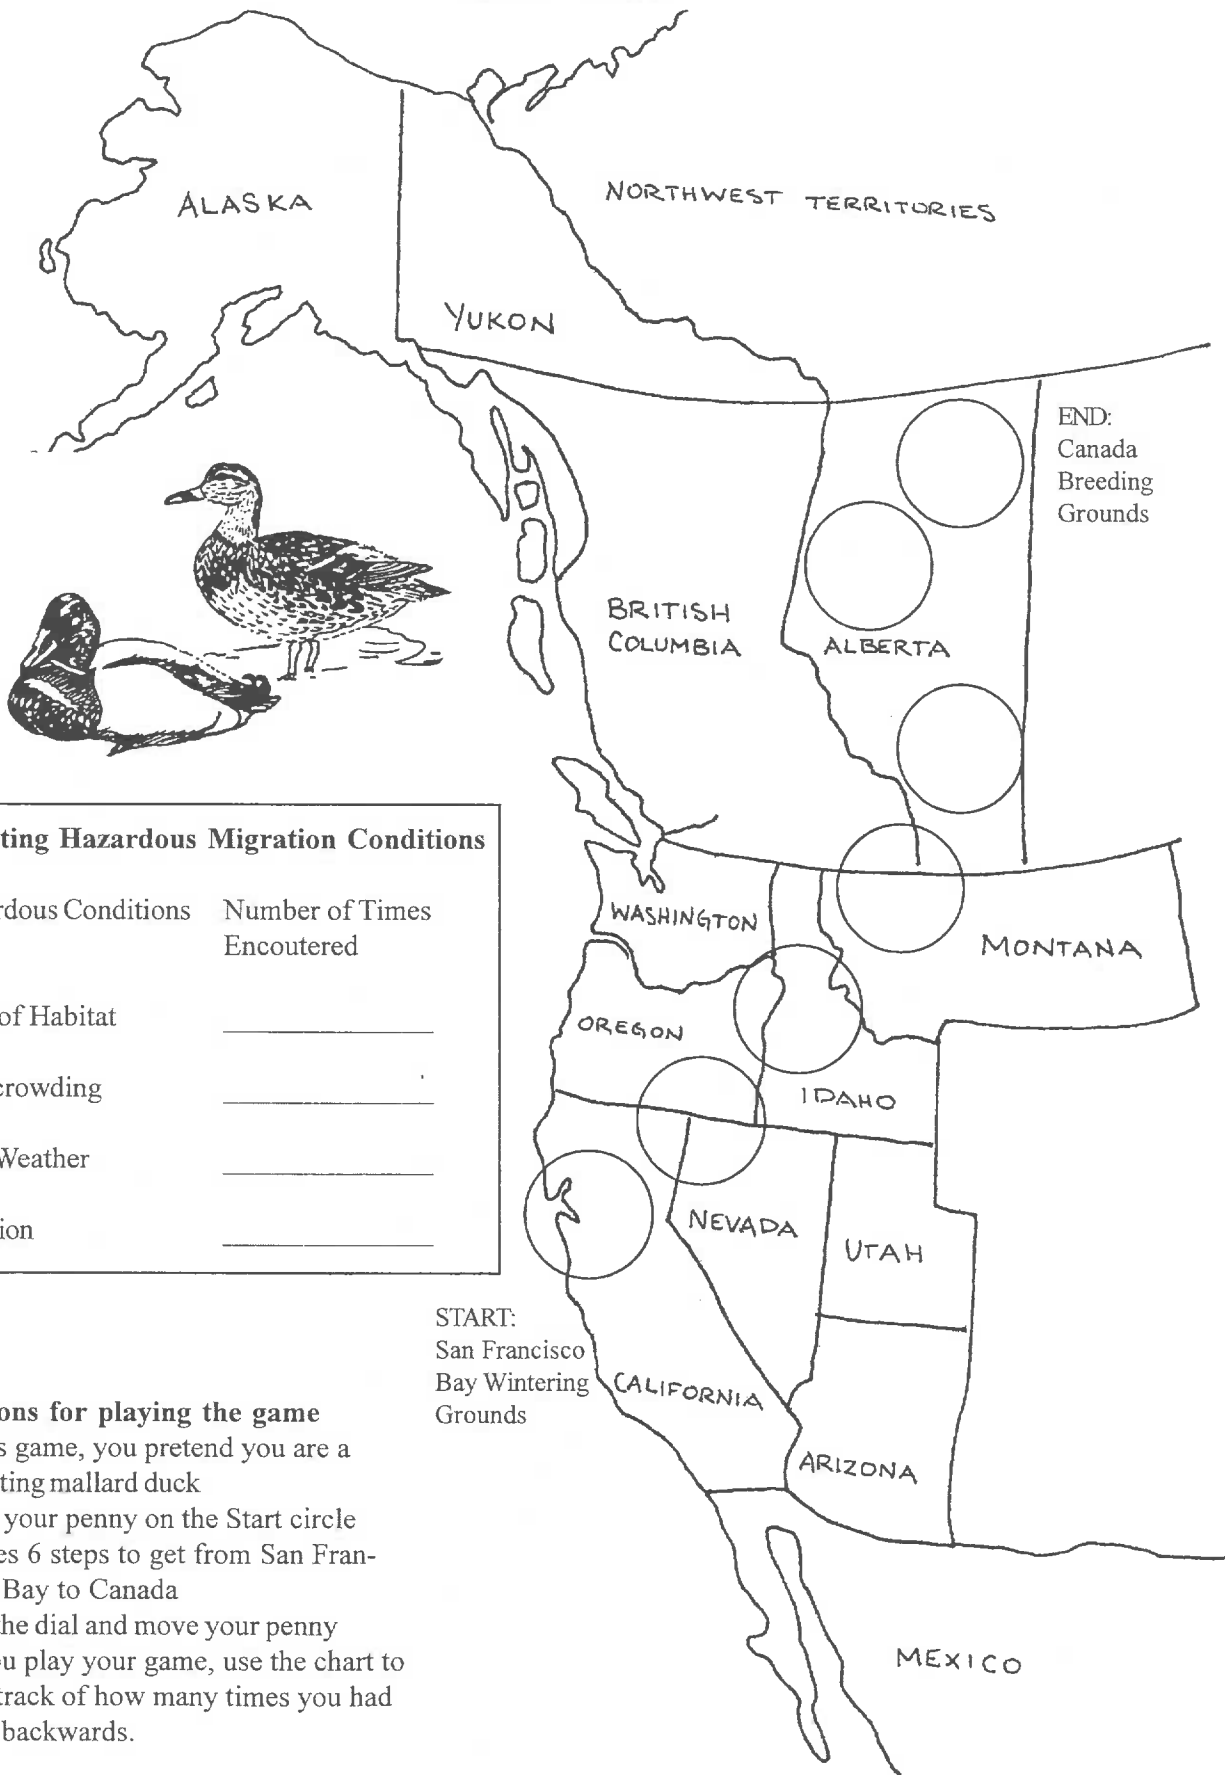 ALASKA
NORTHWEST TERRITORIES
YUKON
END:
Canada
Breeding
Grounds
BRITISH
COLUMBIA
ALBERTA
ting Hazardous Migration Conditions
rdous Conditions Number of Times
Encoutered
of Habitat
crowding
Weather
ion
WASHINGTON
MONTANA
OREGON
IDAHO
NEVADA
UTAH
START:
San Francisco
Bay Wintering
Grounds
CALIFORNIA
ARIZONA
MEXICO
ons for playing the game
s game, you pretend you are a
ting mallard duck
your penny on the Start circle
es 6 steps to get from San Fran-
Bay to Canada
the dial and move your penny
u play your game, use the chart to
track of how many times you had
backwards.